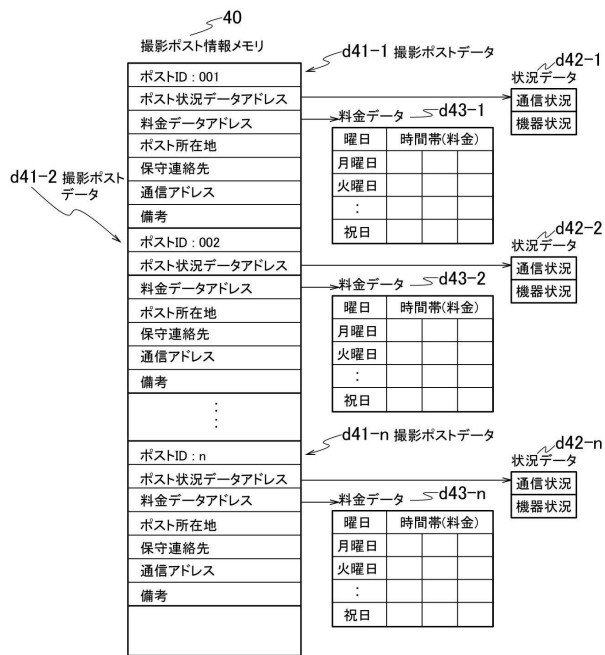 40
撮影ポスト情報メモリ
d41-1 撮影ポストデータ
ポストID : 001
ポスト状況データアドレス
料金データアドレス
ポスト所在地
保守連絡先
通信アドレス
備考
d42-1
状況データ
通信状況
機器状況
料金データ d43-1
曜日 時間帯(料金)
月曜日
火曜日
:
祝日
d41-2 撮影ポスト
データ
ポストID : 002
ポスト状況データアドレス
料金データアドレス
ポスト所在地
保守連絡先
通信アドレス
備考
d42-2
状況データ
通信状況
機器状況
料金データ d43-2
曜日 時間帯(料金)
月曜日
火曜日
:
祝日
⋮
d41-n 撮影ポストデータ
ポストID : n
ポスト状況データアドレス
料金データアドレス
ポスト所在地
保守連絡先
通信アドレス
備考
d42-n
状況データ
通信状況
機器状況
料金データ d43-n
曜日 時間帯(料金)
月曜日
火曜日
:
祝日